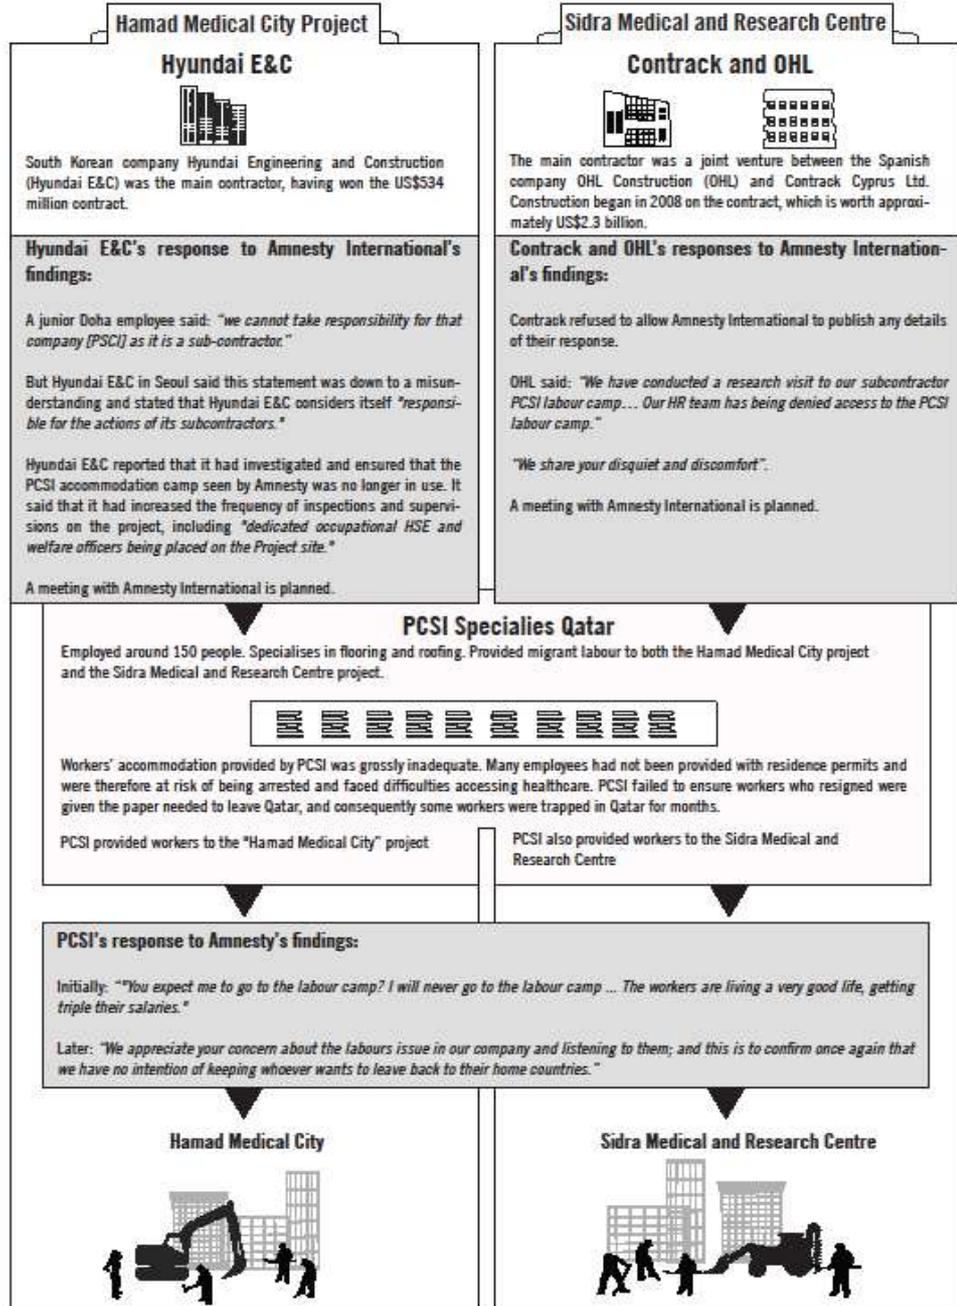 Hamad Medical City Project
Hyundai E&C
South Korean company Hyundai Engineering and Construction
(Hyundai E&C) was the main contractor, having won the US$534
million contract.
Hyundai E&C's response to Amnesty International's
findings:
A junior Doha employee said: "we cannot take responsibility for that
company [PSCI] as it is a sub-contractor."
But Hyundai E&C in Seoul said this statement was down to a misun-
derstanding and stated that Hyundai E&C considers itself "responsi-
ble for the actions of its subcontractors."
Hyundai E&C reported that it had investigated and ensured that the
PCSI accommodation camp seen by Amnesty was no longer in use. It
said that it had increased the frequency of inspections and supervi-
sions on the project, including "dedicated occupational HSE and
welfare officers being placed on the Project site."
A meeting with Amnesty International is planned.
Sidra Medical and Research Centre
Contrack and OHL
The main contractor was a joint venture between the Spanish
company OHL Construction (OHL) and Contrack Cyprus Ltd.
Construction began in 2008 on the contract, which is worth approxi-
mately US$2.3 billion.
Contrack and OHL's responses to Amnesty Internation-
al's findings:
Contrack refused to allow Amnesty International to publish any details
of their response.
OHL said: "We have conducted a research visit to our subcontractor
PCSI labour camp... Our HR team has being denied access to the PCSI
labour camp."
"We share your disquiet and discomfort".
A meeting with Amnesty International is planned.
PCSI Specialies Qatar
Employed around 150 people. Specialises in flooring and roofing. Provided migrant labour to both the Hamad Medical City project
and the Sidra Medical and Research Centre project.
Workers' accommodation provided by PCSI was grossly inadequate. Many employees had not been provided with residence permits and
were therefore at risk of being arrested and faced difficulties accessing healthcare. PCSI failed to ensure workers who resigned were
given the paper needed to leave Qatar, and consequently some workers were trapped in Qatar for months.
PCSI provided workers to the "Hamad Medical City" project
PCSI also provided workers to the Sidra Medical and
Research Centre
PCSI's response to Amnesty's findings:
Initially: ""You expect me to go to the labour camp? I will never go to the labour camp ... The workers are living a very good life, getting
triple their salaries."
Later: "We appreciate your concern about the labours issue in our company and listening to them; and this is to confirm once again that
we have no intention of keeping whoever wants to leave back to their home countries."
Hamad Medical City
Sidra Medical and Research Centre